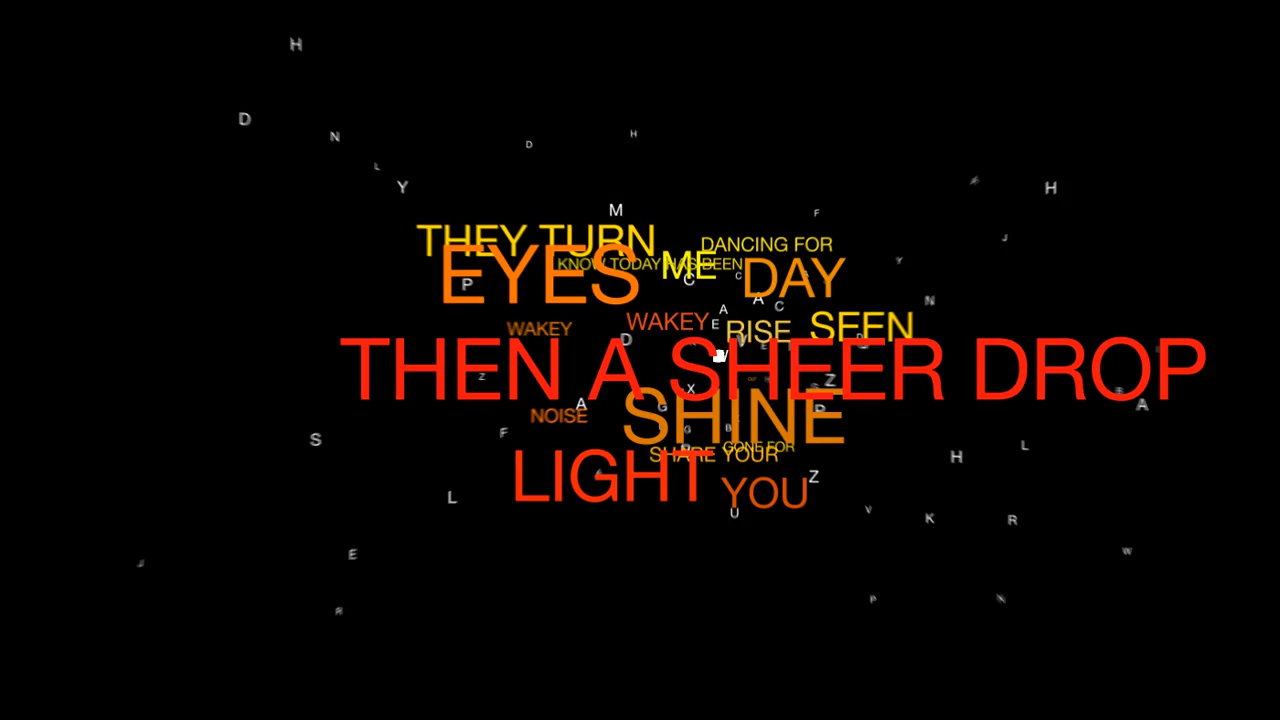 H
D
N
D
H
L
Y
H
M
F
THEY TURN
DANCING FOR
J
EYES
KNOW TODAY HAS BEEN
ME
DAY
P
C
C
A
C
N
A
WAKEY
WAKEY
E
RISE
SEEN
D
THEN A SHEER DROP
Z
X
Z
A
NOISE
G
SHINE
P
A
S
F
G
B
GONE FOR
SHARE YOUR
H
L
LIGHT
YOU
Z
L
U
V
K
R
E
W
J
P